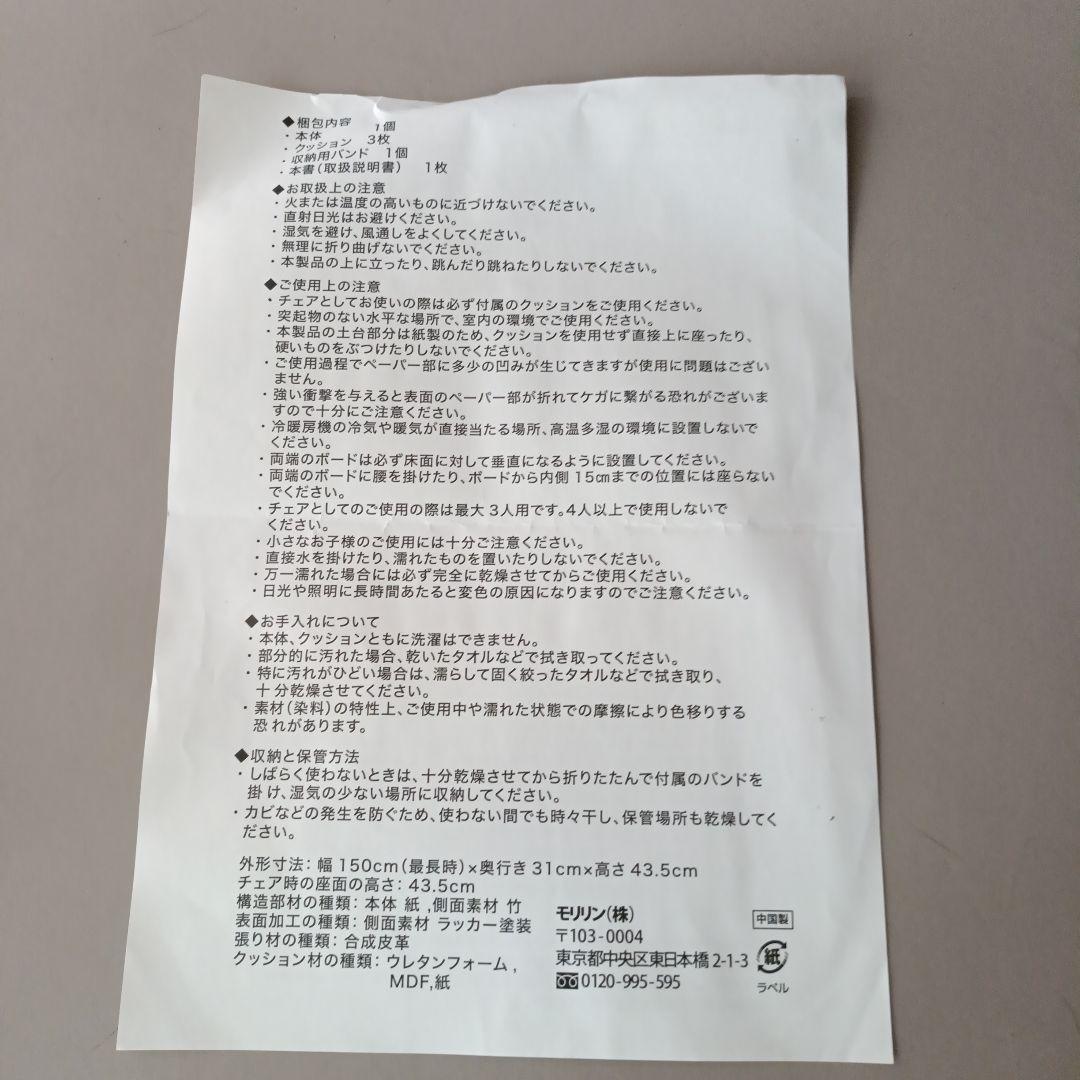 ◆梱包内容
・本体　1個
・クッション　3枚
・収納用バンド　1個
・本書(取扱説明書)　1枚
◆お取扱上の注意
・火または温度の高いものに近づけないでください。
・直射日光はお避けください。
・湿気を避け、風通しをよくしてください。
・無理に折り曲げないでください。
・本製品の上に立ったり、跳んだり跳ねたりしないでください。
◆ご使用上の注意
・チェアとしてお使いの際は必ず付属のクッションをご使用ください。
・突起物のない水平な場所で、室内の環境でご使用ください。
・本製品の土台部分は紙製のため、クッションを使用せず直接上に座ったり、
硬いものをぶつけたりしないでください。
・ご使用過程でペーパー部に多少の凹みが生じてきますが使用に問題はござい
ません。
・強い衝撃を与えると表面のペーパー部が折れてケガに繋がる恐れがございま
すので十分にご注意ください。
・冷暖房機の冷気や暖気が直接当たる場所、高温多湿の環境に設置しないで
ください。
・両端のボードは必ず床面に対して垂直になるように設置してください。
・両端のボードに腰を掛けたり、ボードから内側 15㎝までの位置には座らない
でください。
・チェアとしてのご使用の際は最大 3人用です。4人以上で使用しないで
ください。
・小さなお子様のご使用には十分ご注意ください。
・直接水を掛けたり、濡れたものを置いたりしないでください。
・万一濡れた場合には必ず完全に乾燥させてからご使用ください。
・日光や照明に長時間あたると変色の原因になりますのでご注意ください。
◆お手入れについて
・本体、クッションともに洗濯はできません。
・部分的に汚れた場合、乾いたタオルなどで拭き取ってください。
・特に汚れがひどい場合は、濡らして固く絞ったタオルなどで拭き取り、
十分乾燥させてください。
・素材(染料)の特性上、ご使用中や濡れた状態での摩擦により色移りする
恐れがあります。
◆収納と保管方法
・しばらく使わないときは、十分乾燥させてから折りたたんで付属のバンドを
掛け、湿気の少ない場所に収納してください。
・カビなどの発生を防ぐため、使わない間でも時々干し、保管場所も乾燥してく
ださい。
外形寸法：幅 150cm(最長時)×奥行き 31cm×高さ 43.5cm
チェア時の座面の高さ：43.5cm
構造部材の種類：本体 紙 ,側面素材 竹
表面加工の種類：側面素材 ラッカー塗装
張り材の種類：合成皮革
クッション材の種類：ウレタンフォーム ,
MDF,紙
モリリン(株)
〒103-0004
東京都中央区東日本橋 2-1-3
0120-995-595
中国製
紙
ラベル